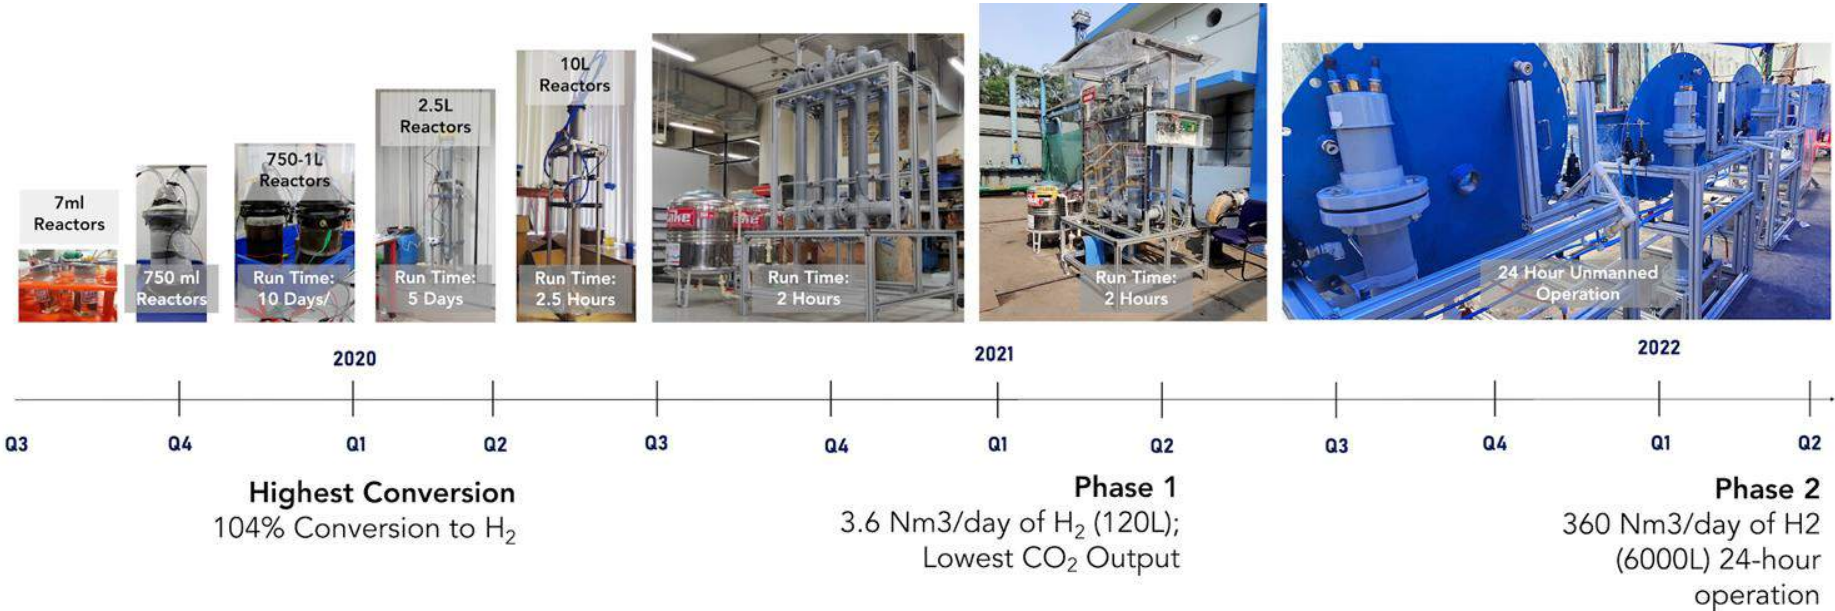 7ml
Reactors
750 ml
Reactors
750-1L
Reactors
Run Time:
10 Days/
2.5L
Reactors
Run Time:
5 Days
10L
Reactors
Run Time:
2.5 Hours
Run Time:
2 Hours
Run Time:
2 Hours
24 Hour Unmanned
Operation
2020
2021
2022
Q3
Q4
Q1
Q2
Q3
Q4
Q1
Q2
Q3
Q4
Q1
Q2
Highest Conversion
104% Conversion to H₂
Phase 1
3.6 Nm3/day of H₂ (120L);
Lowest CO₂ Output
Phase 2
360 Nm3/day of H2
(6000L) 24-hour
operation